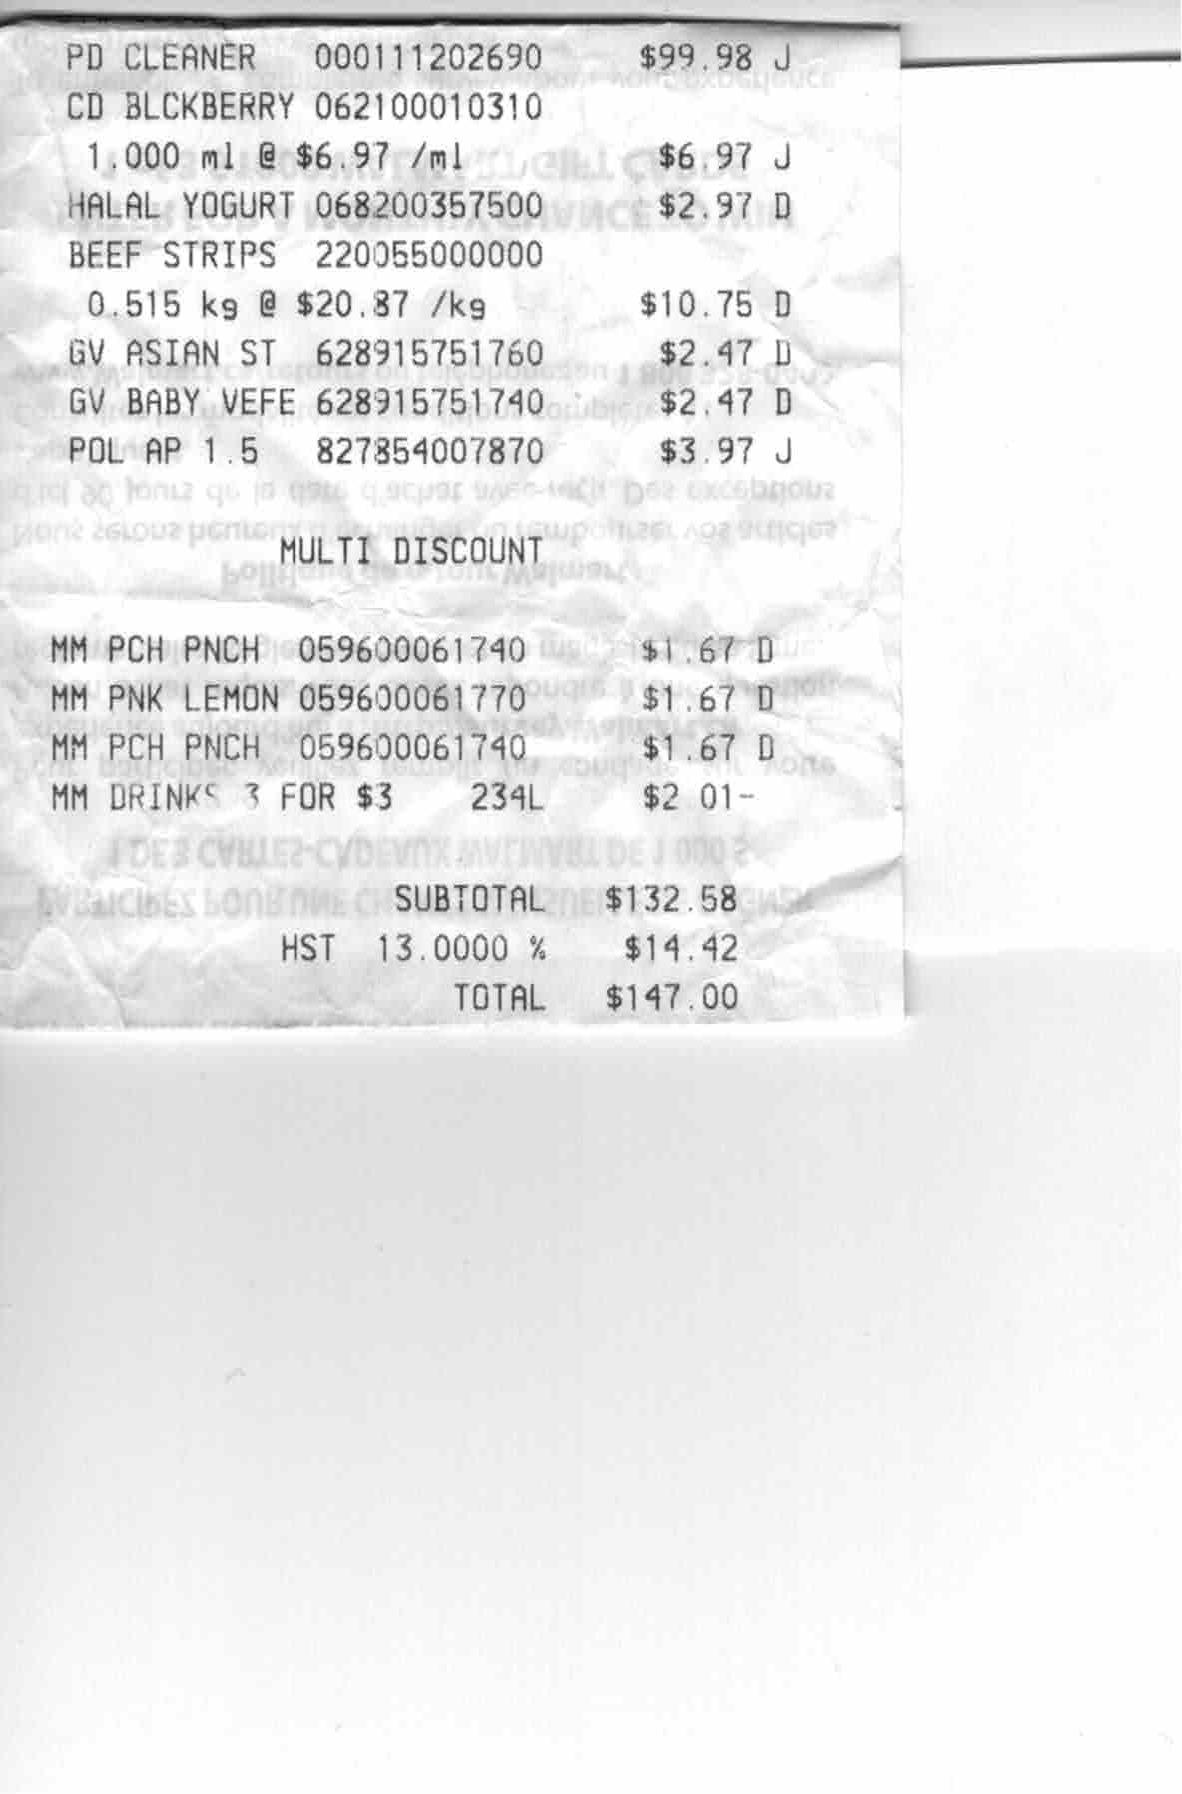 PD CLEANER 000111202690 $99.98 J
CD BLCKBERRY 062100010310
1.000 ml @ $6.97 /ml $6.97 J
HALAL YOGURT 068200357500 $2.97 D
BEEF STRIPS 220055000000
0.515 kg @ $20.87 /kg $10.75 D
GV ASIAN ST 628915751760 $2.47 D
GV BABY VEFE 628915751740 $2.47 D
POL AP 1.5 827854007870 $3.97 J
MULTI DISCOUNT
MM PCH PNCH 059600061740 $1.67 D
MM PNK LEMON 059600061770 $1.67 D
MM PCH PNCH 059600061740 $1.67 D
MM DRINKS 3 FOR $3 234L $2 01-
SUBTOTAL $132.58
HST 13.0000 % $14.42
TOTAL $147.00